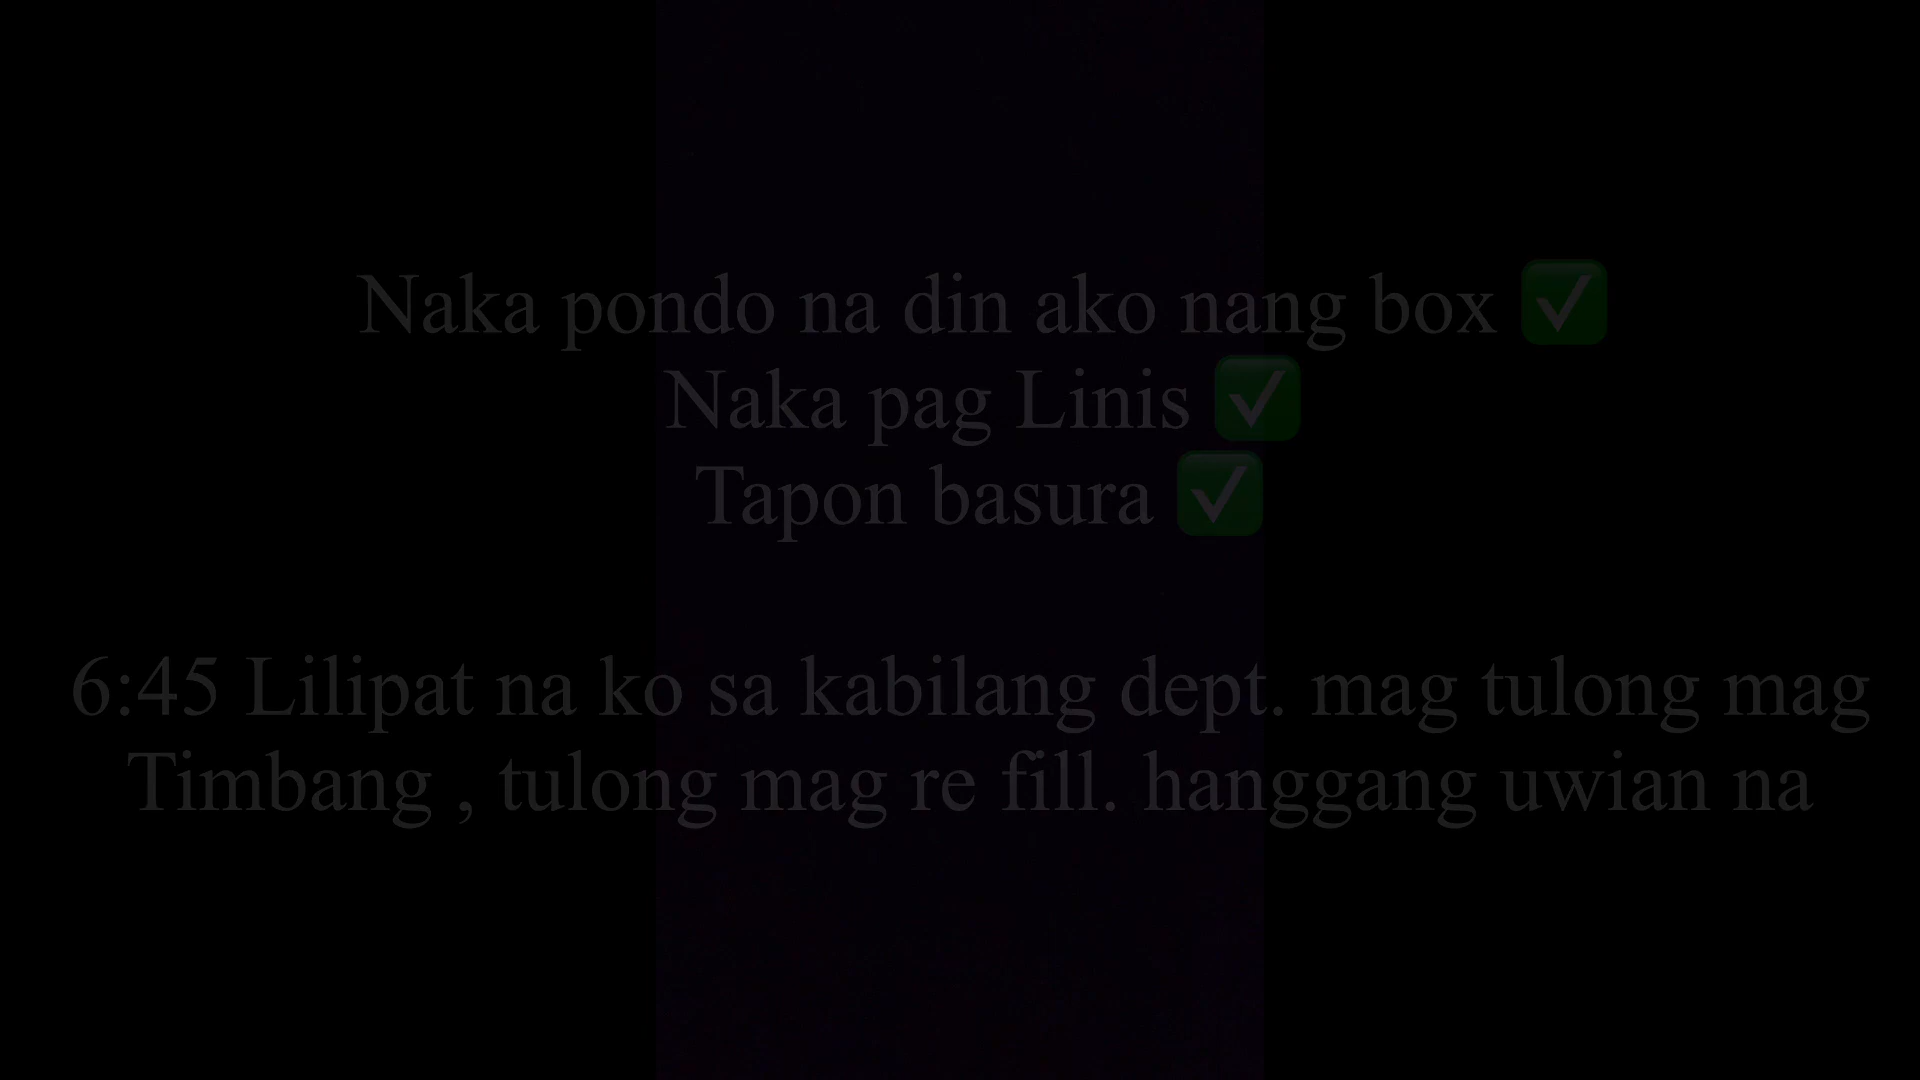 Naka pondo na din ako nang box ✅
Naka pag Linis ✅
Tapon basura ✅
6:45 Lilipat na ko sa kabilang dept. mag tulong mag
Timbang , tulong mag re fill. hanggang uwian na